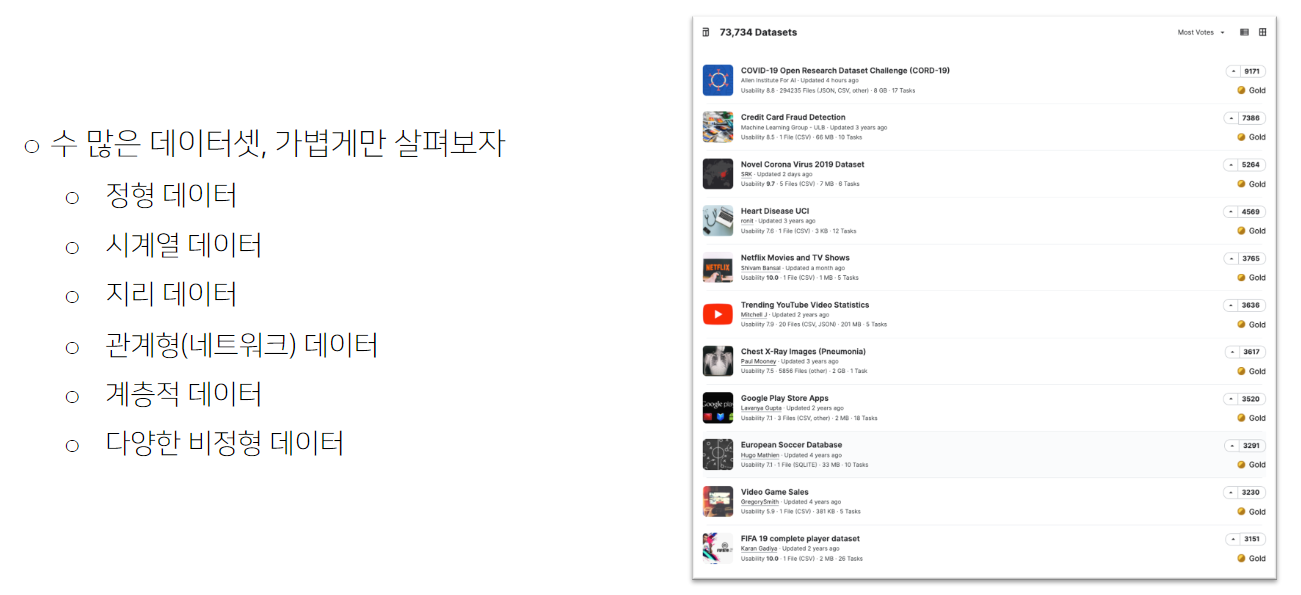 ○ 수 많은 데이터셋, 가볍게만 살펴보자
○ 정형 데이터
○ 시계열 데이터
○ 지리 데이터
○ 관계형(네트워크) 데이터
○ 계층적 데이터
○ 다양한 비정형 데이터
73,734 Datasets
Most Votes
COVID-19 Open Research Dataset Challenge (CORD-19)
9171
Allen Institute For AI · Updated 4 hours ago
Usability 8.8 · 294235 Files (JSON, CSV, other) · 8 GB · 17 Tasks
Gold
Credit Card Fraud Detection
7386
Machine Learning Group - ULB · Updated 3 years ago
Usability 8.5 · 1 File (CSV) · 66 MB · 10 Tasks
Gold
Novel Corona Virus 2019 Dataset
5264
SRK · Updated 2 days ago
Usability 9.7 · 5 Files (CSV) · 7 MB · 6 Tasks
Gold
Heart Disease UCI
4569
ronit · Updated 3 years ago
Usability 7.6 · 1 File (CSV) · 3 KB · 12 Tasks
Gold
NETFLIX
Netflix Movies and TV Shows
3765
Shivam Bansal · Updated a month ago
Usability 10.0 · 1 File (CSV) · 1 MB · 5 Tasks
Gold
Trending YouTube Video Statistics
3636
Mitchell J · Updated 2 years ago
Usability 7.9 · 20 Files (CSV, JSON) · 201 MB · 5 Tasks
Gold
Chest X-Ray Images (Pneumonia)
3617
Paul Mooney · Updated 3 years ago
Usability 7.5 · 5856 Files (other) · 2 GB · 1 Task
Gold
Google play
Google Play Store Apps
3520
Lavanya Gupta · Updated 2 years ago
Usability 7.1 · 3 Files (CSV, other) · 2 MB · 18 Tasks
Gold
European Soccer Database
3291
Hugo Mathien · Updated 4 years ago
Usability 7.1 · 1 File (SQLITE) · 33 MB · 10 Tasks
Gold
Video Game Sales
3230
GregorySmith · Updated 4 years ago
Usability 5.9 · 1 File (CSV) · 381 KB · 5 Tasks
Gold
FIFA 19 complete player dataset
3151
Karan Gadiya · Updated 2 years ago
Usability 10.0 · 1 File (CSV) · 2 MB · 26 Tasks
Gold